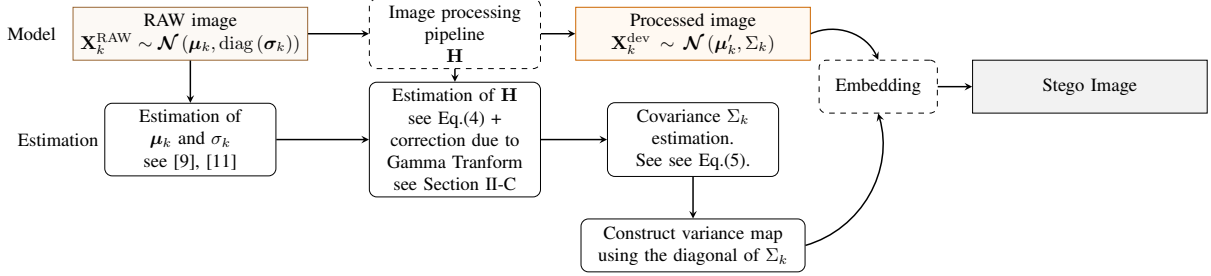 Model
RAW image
X_k^RAW ∼ 𝒩 (μ_k, diag (σ_k))
Image processing
pipeline
H
Processed image
X_k^dev ∼ 𝒩 (μ′_k, Σ_k)
Embedding
Stego Image
Estimation
Estimation of
μ_k and σ_k
see [9], [11]
Estimation of H
see Eq.(4) +
correction due to
Gamma Tranform
see Section II-C
Covariance Σ_k
estimation.
See see Eq.(5).
Construct variance map
using the diagonal of Σ_k